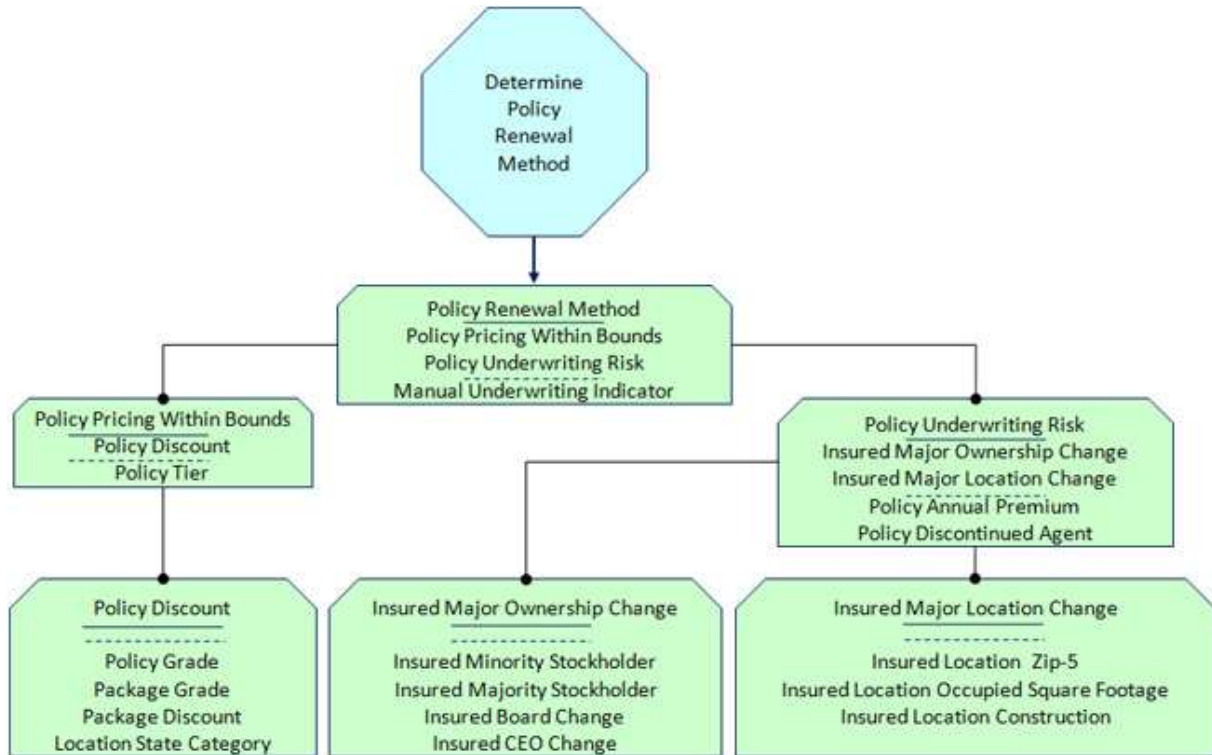 Determine
Policy
Renewal
Method
Policy Renewal Method
Policy Pricing Within Bounds
Policy Underwriting Risk
Manual Underwriting Indicator
Policy Pricing Within Bounds
Policy Discount
Policy Tier
Policy Underwriting Risk
Insured Major Ownership Change
Insured Major Location Change
Policy Annual Premium
Policy Discontinued Agent
Policy Discount
Policy Grade
Package Grade
Package Discount
Location State Category
Insured Major Ownership Change
Insured Minority Stockholder
Insured Majority Stockholder
Insured Board Change
Insured CEO Change
Insured Major Location Change
Insured Location Zip-5
Insured Location Occupied Square Footage
Insured Location Construction